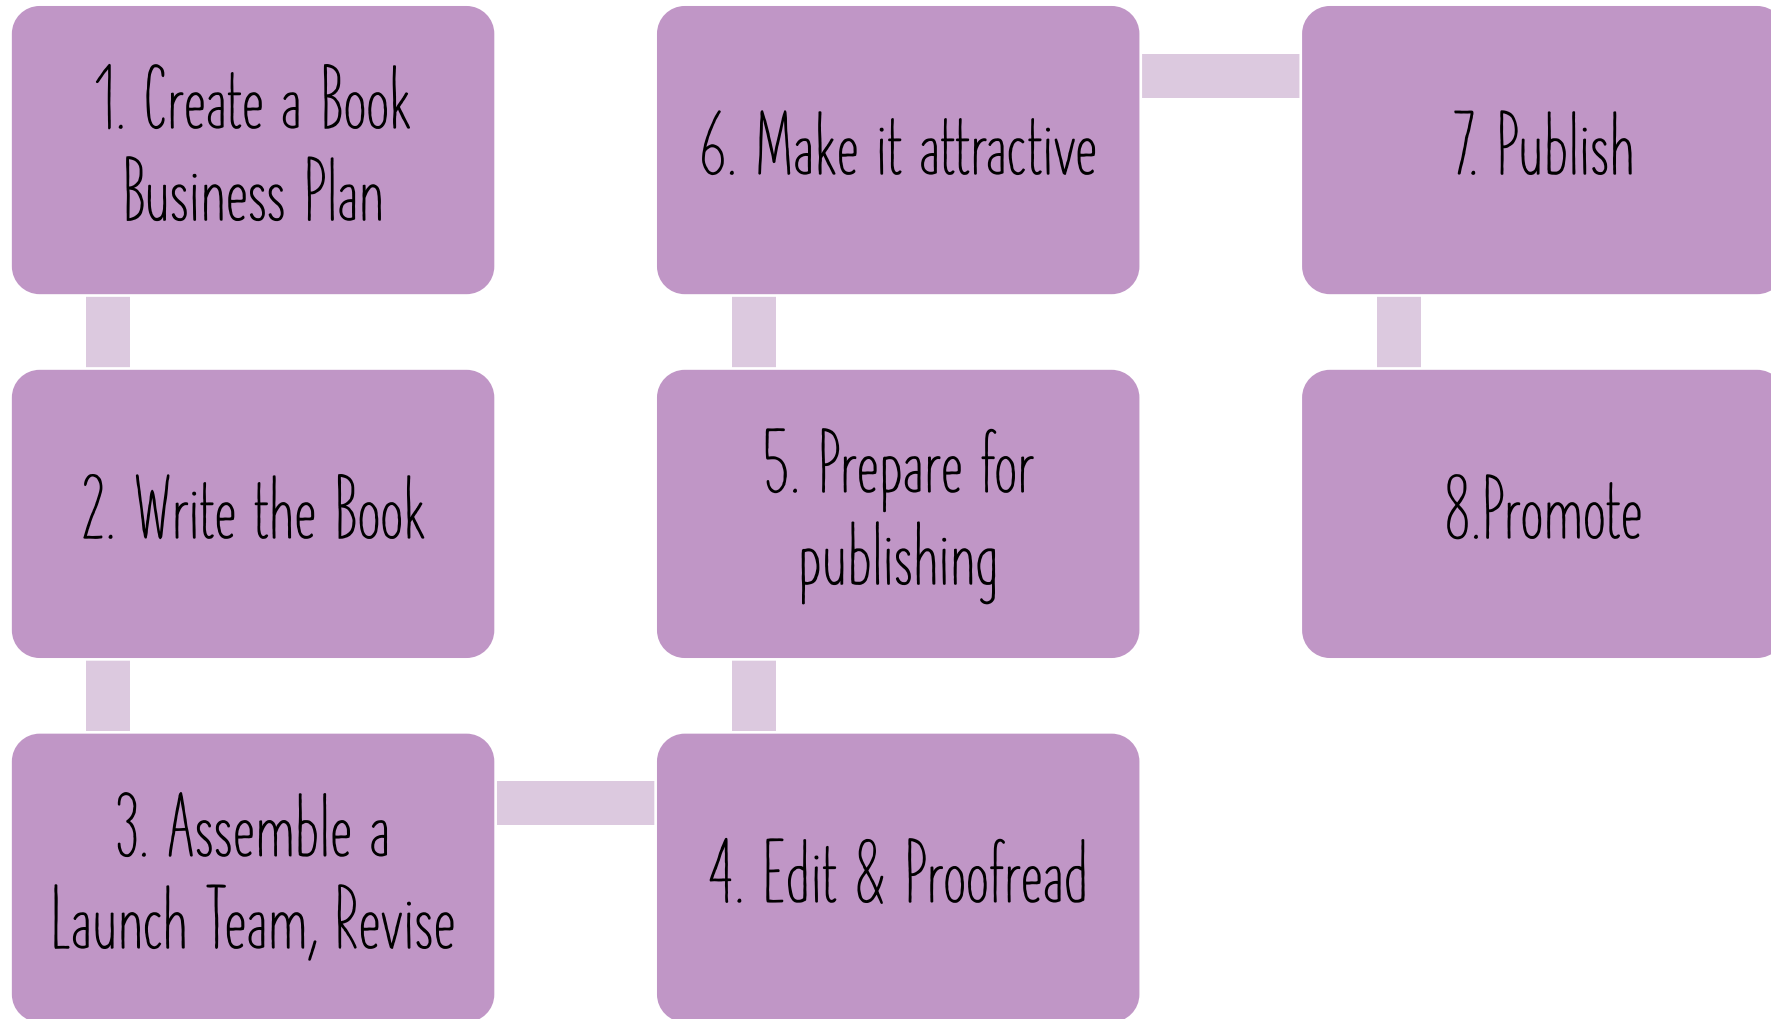 1. Create a Book
Business Plan
2. Write the Book
3. Assemble a
Launch Team, Revise
4. Edit & Proofread
5. Prepare for
publishing
6. Make it attractive
7. Publish
8.Promote